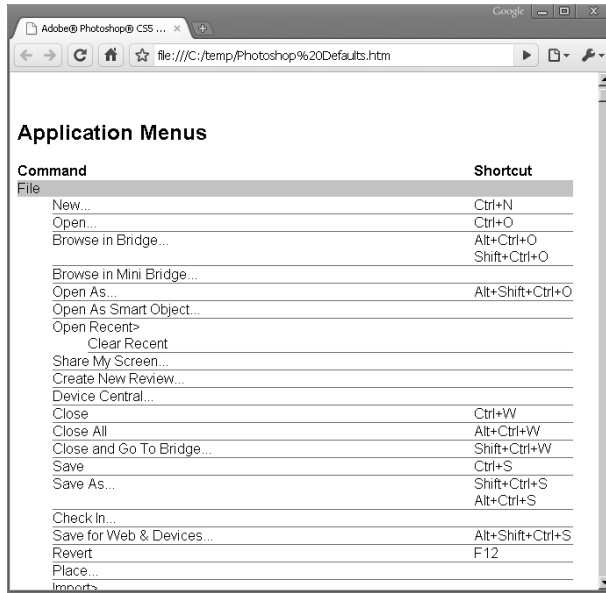 Google
Adobe® Photoshop® CS5 ...
file:///C:/temp/Photoshop%20Defaults.htm
Application Menus
Command Shortcut
File
New... Ctrl+N
Open... Ctrl+O
Browse in Bridge... Alt+Ctrl+O
Shift+Ctrl+O
Browse in Mini Bridge...
Open As... Alt+Shift+Ctrl+O
Open As Smart Object...
Open Recent>
Clear Recent
Share My Screen...
Create New Review...
Device Central...
Close Ctrl+W
Close All Alt+Ctrl+W
Close and Go To Bridge... Shift+Ctrl+W
Save Ctrl+S
Save As... Shift+Ctrl+S
Alt+Ctrl+S
Check In...
Save for Web & Devices... Alt+Shift+Ctrl+S
Revert F12
Place...
Import>